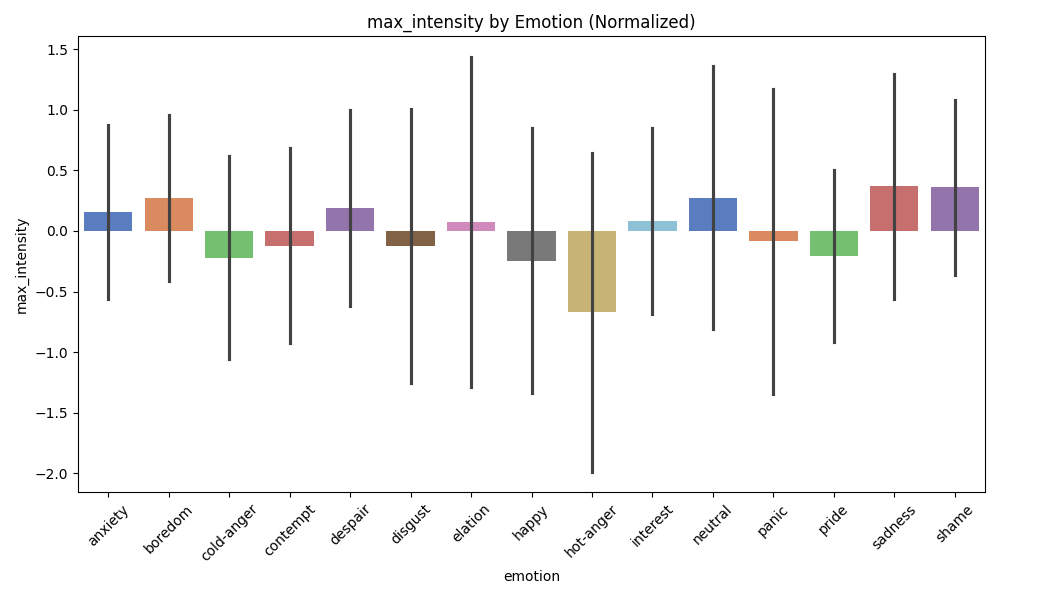 max_intensity by Emotion (Normalized)
1.5
1.0
0.5
0.0
−0.5
−1.0
−1.5
−2.0
max_intensity
anxiety
boredom
cold-anger
contempt
despair
disgust
elation
happy
hot-anger
interest
neutral
panic
pride
sadness
shame
emotion